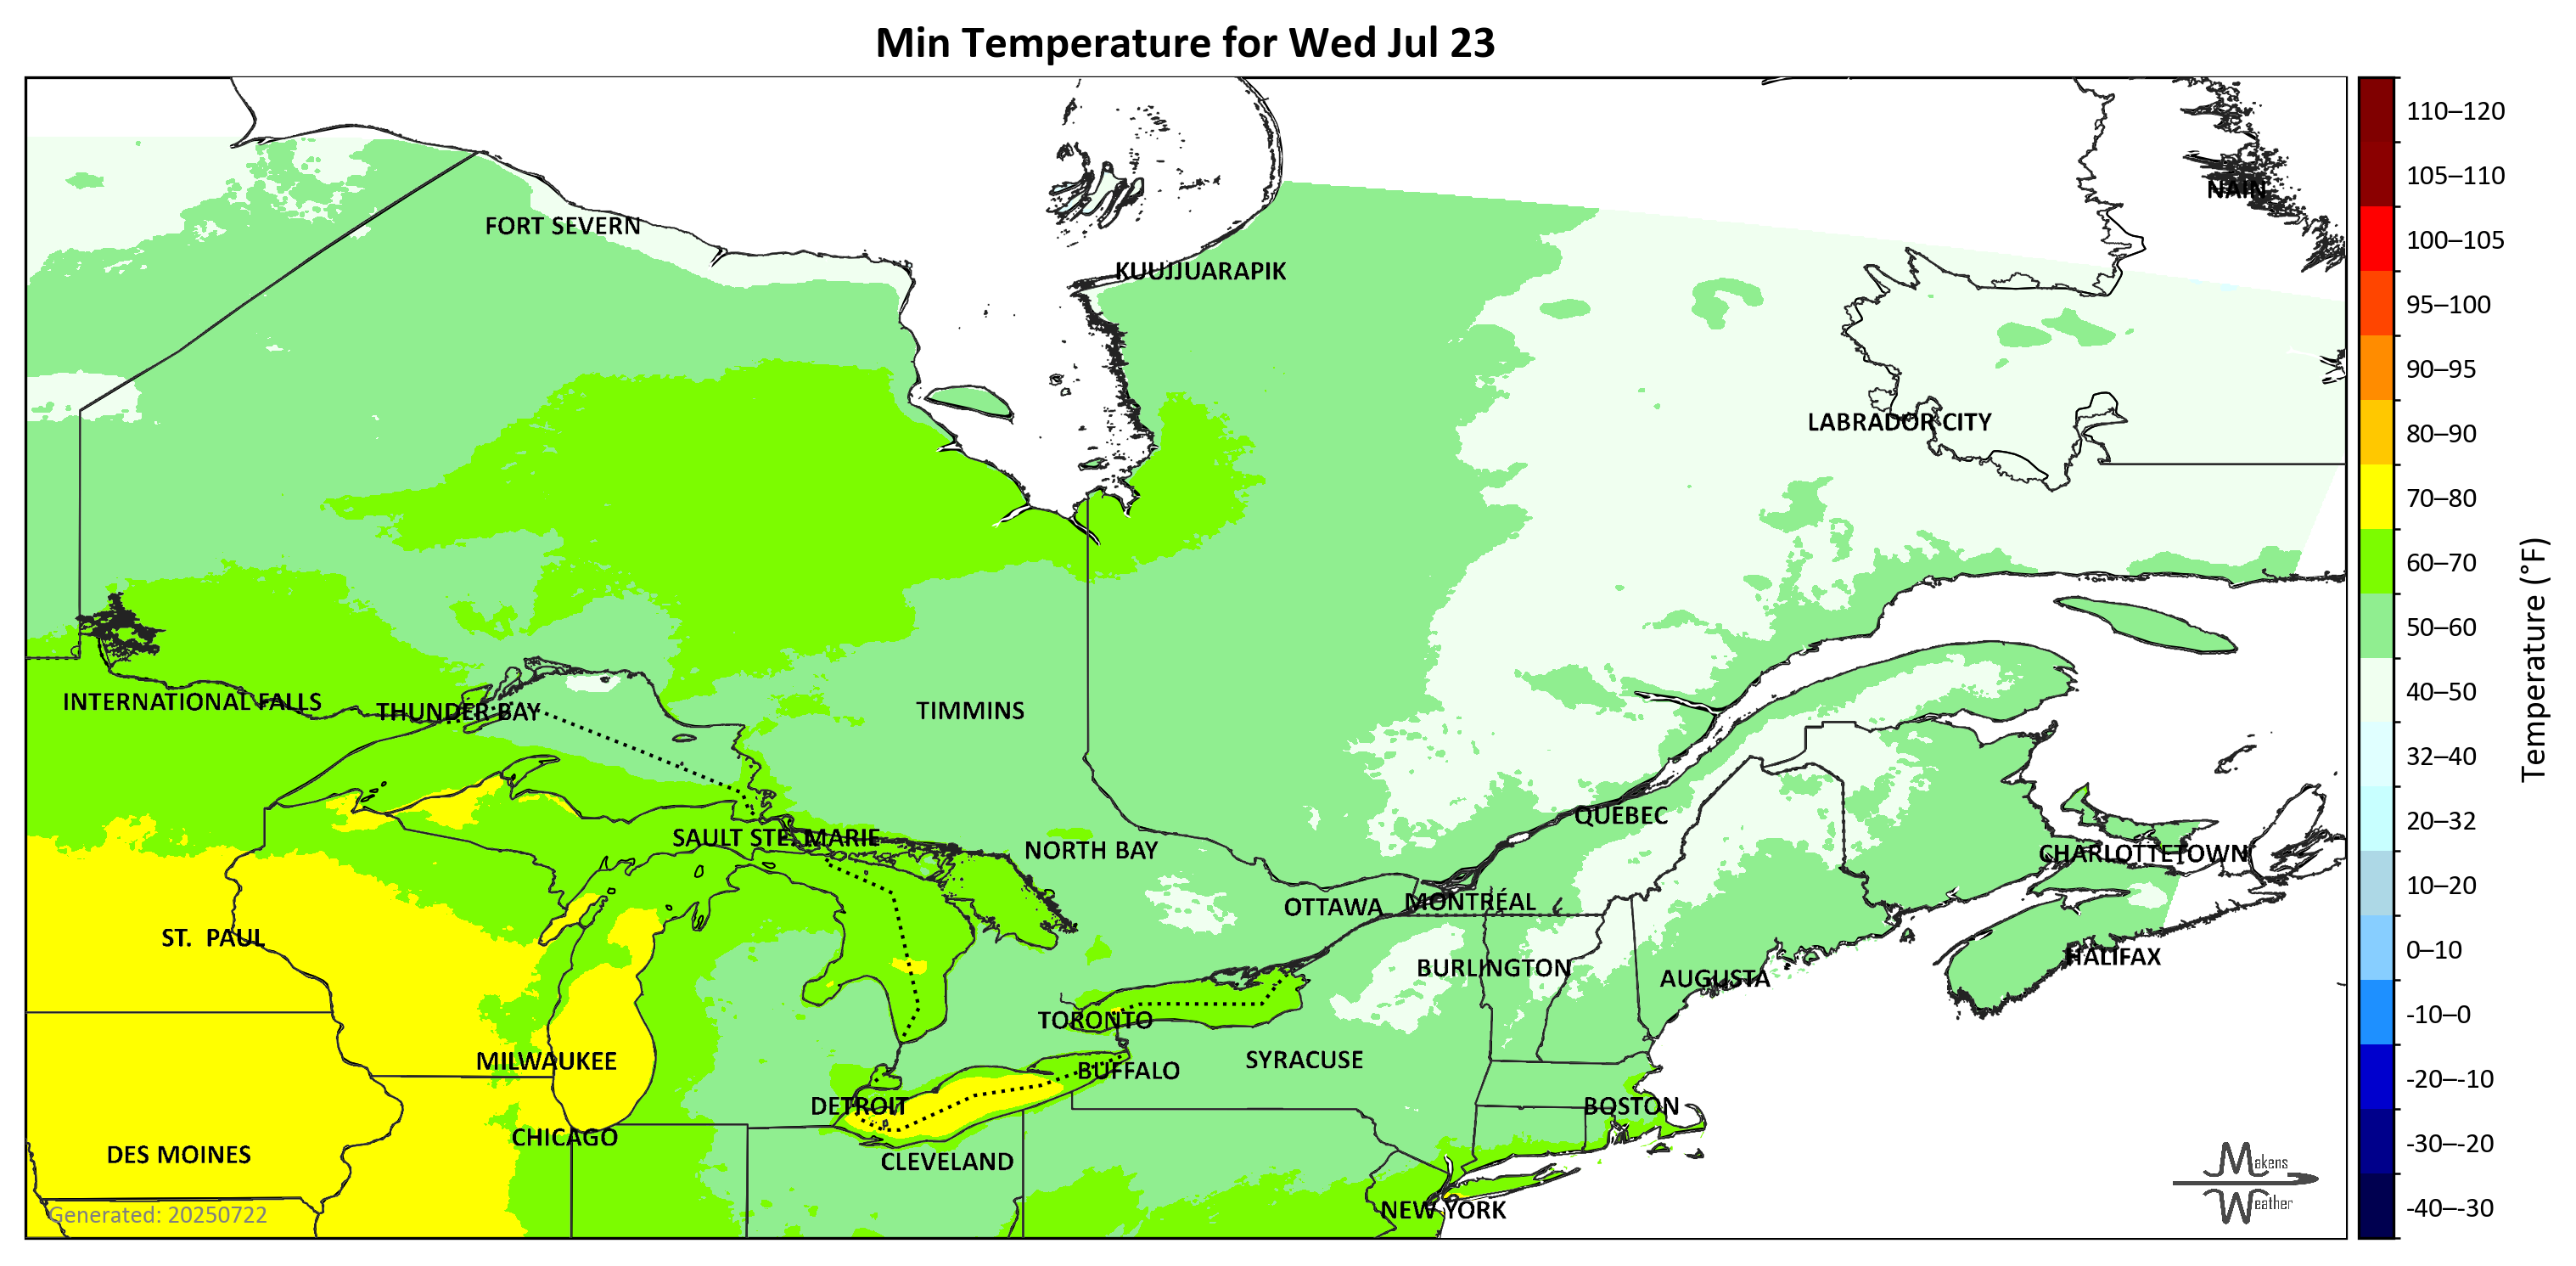 Min Temperature for Wed Jul 23
NAIN
FORT SEVERN
KUUJJUARAPIK
LABRADOR CITY
INTERNATIONAL FALLS
THUNDER BAY
TIMMINS
QUÉBEC
SAULT STE. MARIE
NORTH BAY
CHARLOTTETOWN
OTTAWA
MONTRÉAL
ST. PAUL
HALIFAX
BURLINGTON
AUGUSTA
TORONTO
MILWAUKEE
SYRACUSE
BUFFALO
DETROIT
BOSTON
CHICAGO
DES MOINES
CLEVELAND
NEW YORK
Generated: 20250722
Makens
Weather
110–120
105–110
100–105
95–100
90–95
80–90
70–80
60–70
50–60
40–50
32–40
20–32
10–20
0–10
-10–0
-20–-10
-30–-20
-40–-30
Temperature (°F)